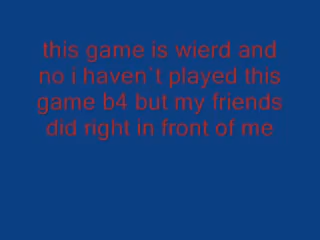 this game is wierd and
no i haven´t played this
game b4 but my friends
did right in front of me